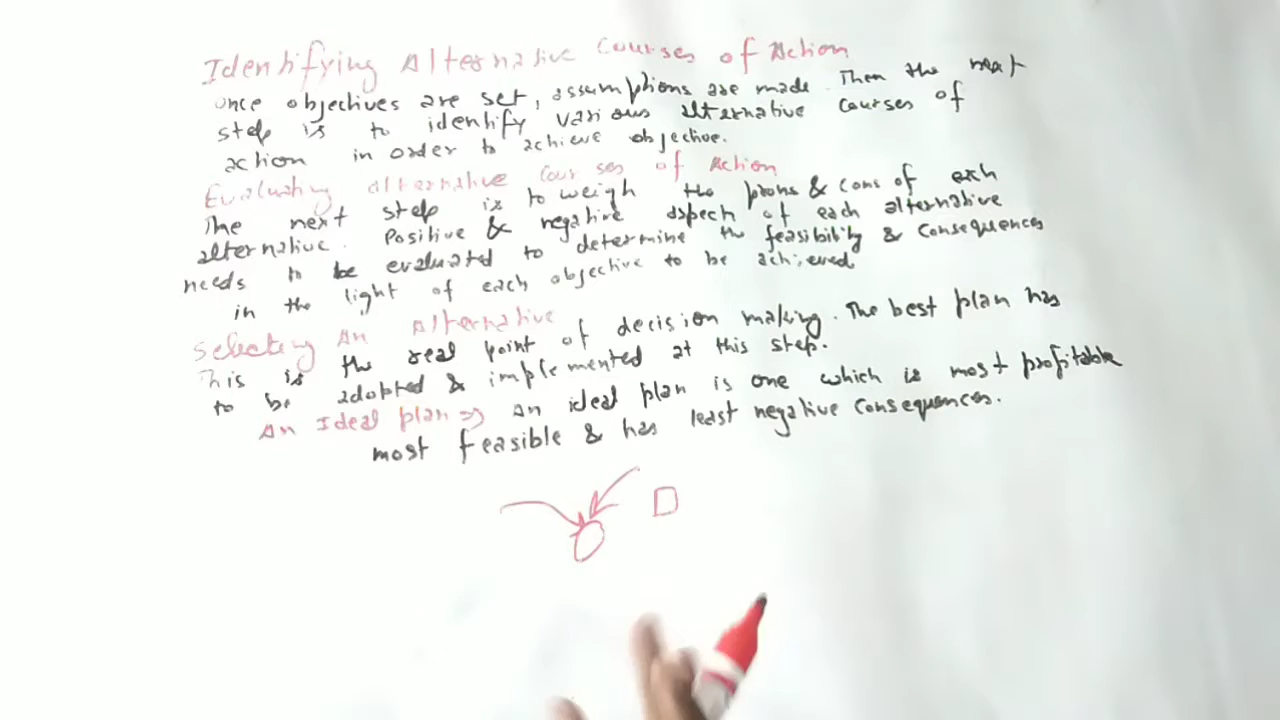 Identifying Alternative Courses of Action
once objectives are set, assumptions are made. Then the next
step is to identify various alternative courses of
action in order to achieve objective.
Evaluating alternative Courses of Action
The next step is to weigh the prons & cons of each
alternative. Positive & negative aspech of each alternative
needs to be evaluated to determine the feasibility & consequences
in the light of each objective to be achieved
Selecting An Alternative
This is the real point of decision making. The best plan has
to be adopted & implemented at this step.
An Ideal plan => An ideal plan is one which is most profitable
most feasible & has least negative consequences.
D